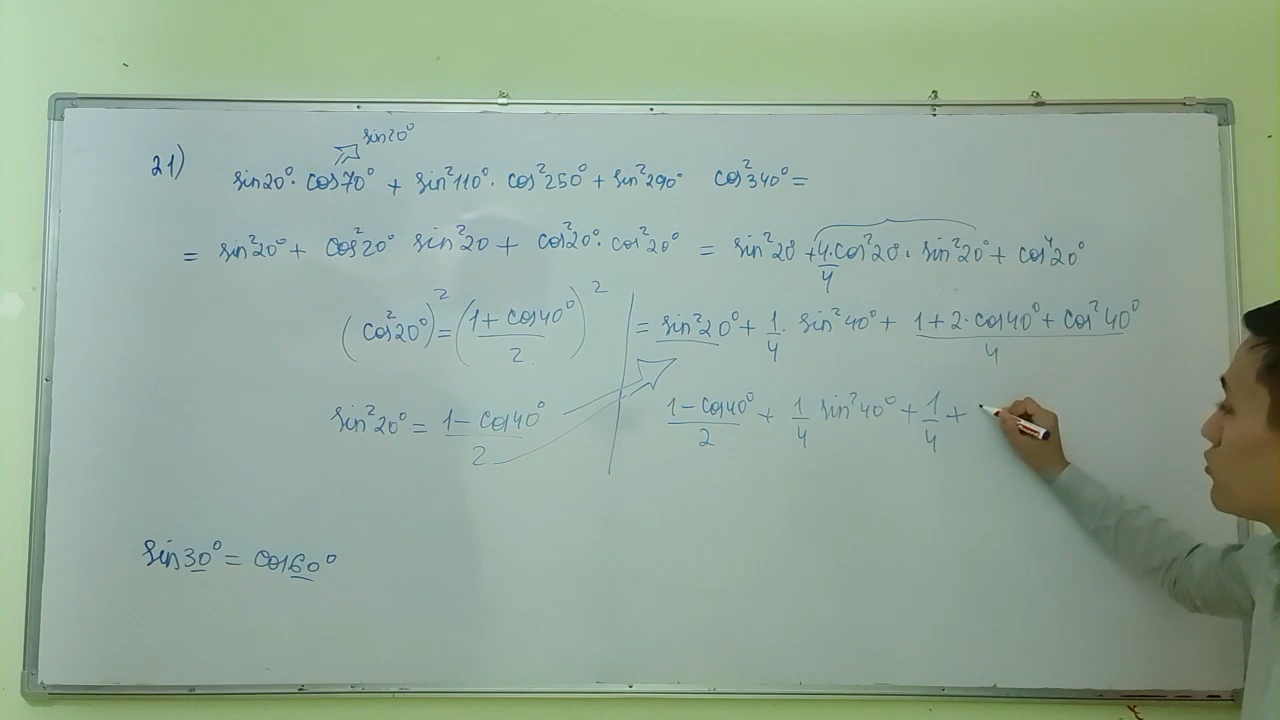 sin20°
21) sin20° · cos70° + sin²110° · cos²250° + sin²290° cos²340° =
= sin²20° + cos²20° sin²20 + cos²20° · cos²20° = sin²20 + 4·cos²20° · sin²20° / 4 + cos⁴20°
(cos²20°)² = ((1 + cos40°) / 2)²
sin²20° = (1 − cos40°) / 2
= sin²20° + 1/4 · sin²40° + (1 + 2 · cos40° + cos²40°) / 4
(1 − cos40°) / 2 + 1/4 sin²40° + 1/4 +
sin30° = cos60°